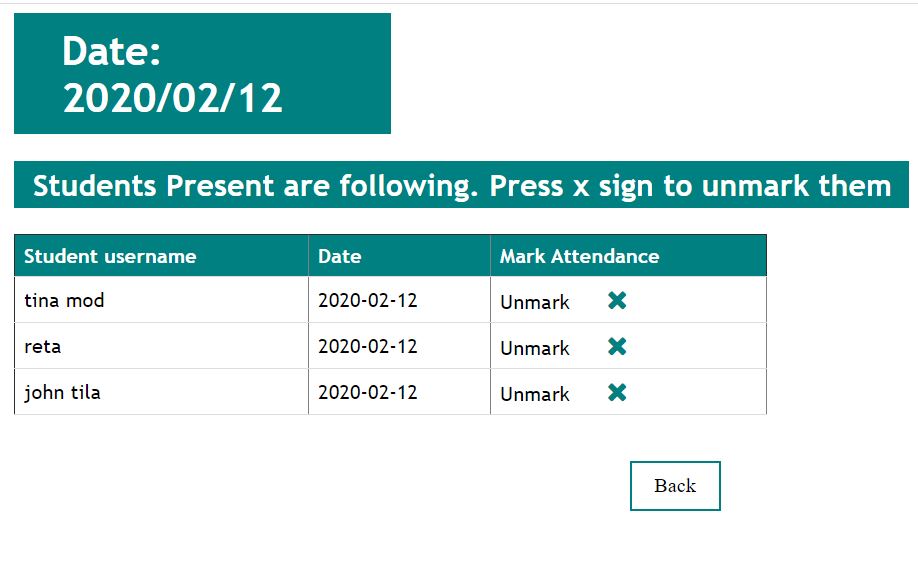 Date:
2020/02/12
Students Present are following. Press x sign to unmark them
Student username Date Mark Attendance
tina mod 2020-02-12 Unmark
reta 2020-02-12 Unmark
john tila 2020-02-12 Unmark
Back